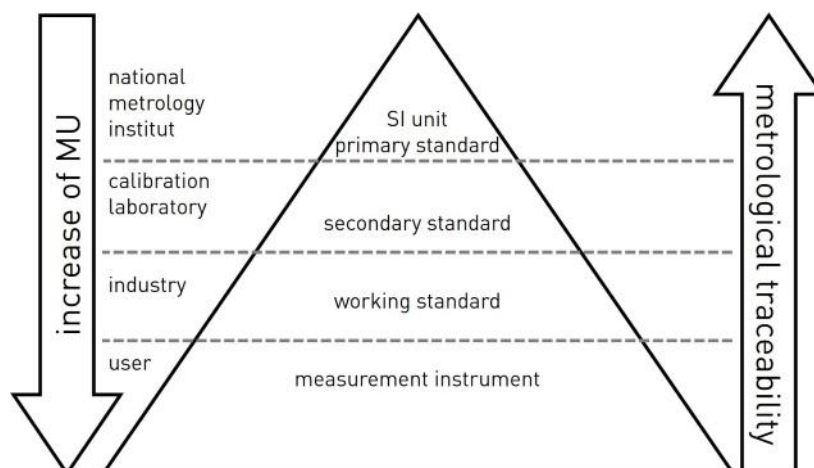 increase of MU
national
metrology
institut
SI unit
primary standard
calibration
laboratory
secondary standard
industry
working standard
user
measurement instrument
metrological traceability